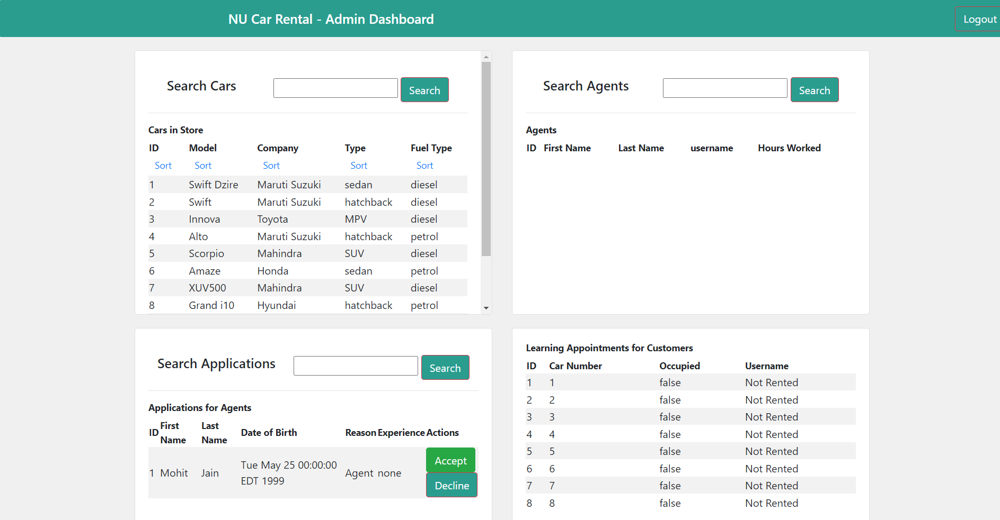 NU Car Rental - Admin Dashboard
Logout
Search Cars
Search
Cars in Store
ID Model Company Type Fuel Type
Sort Sort Sort Sort Sort
1 Swift Dzire Maruti Suzuki sedan diesel
2 Swift Maruti Suzuki hatchback diesel
3 Innova Toyota MPV diesel
4 Alto Maruti Suzuki hatchback petrol
5 Scorpio Mahindra SUV diesel
6 Amaze Honda sedan petrol
7 XUV500 Mahindra SUV diesel
8 Grand i10 Hyundai hatchback petrol
Search Agents
Search
Agents
ID First Name Last Name username Hours Worked
Search Applications
Search
Applications for Agents
ID First Name Last Name Date of Birth Reason Experience Actions
1 Mohit Jain Tue May 25 00:00:00 EDT 1999 Agent none
Accept
Decline
Learning Appointments for Customers
ID Car Number Occupied Username
1 1 false Not Rented
2 2 false Not Rented
3 3 false Not Rented
4 4 false Not Rented
5 5 false Not Rented
6 6 false Not Rented
7 7 false Not Rented
8 8 false Not Rented